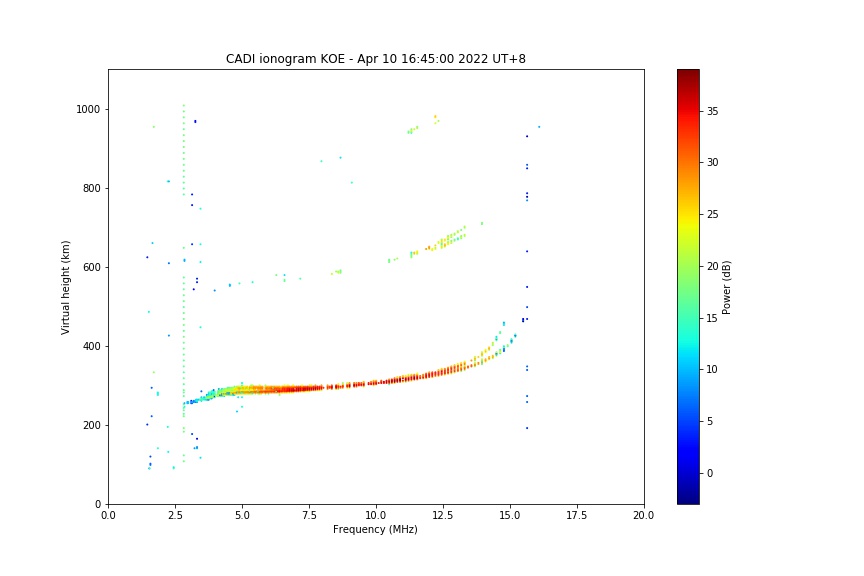 CADI ionogram KOE - Apr 10 16:45:00 2022 UT+8
1000
800
600
400
200
0
Virtual height (km)
0.0 2.5 5.0 7.5 10.0 12.5 15.0 17.5 20.0
Frequency (MHz)
35
30
25
20
15
10
5
0
Power (dB)